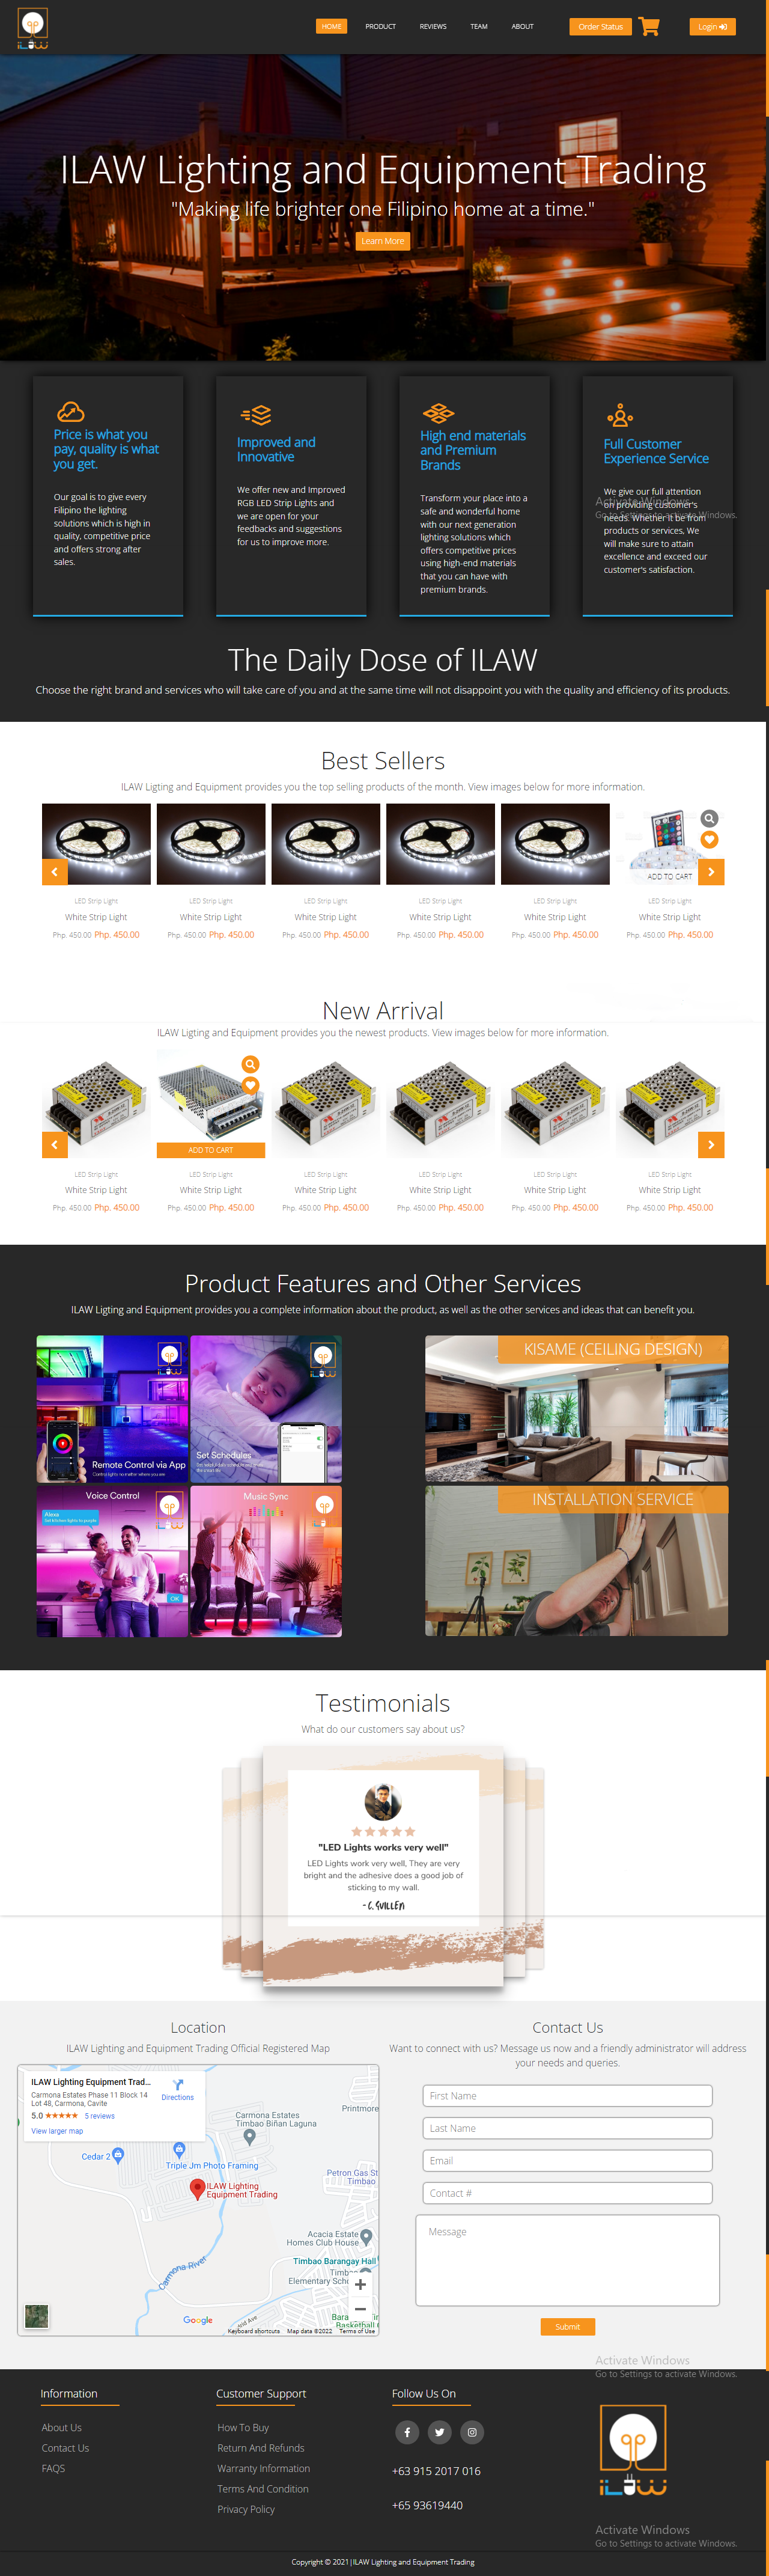 ILAW
HOME PRODUCT REVIEWS TEAM ABOUT Order Status Login
ILAW Lighting and Equipment Trading
"Making life brighter one Filipino home at a time."
Learn More
Price is what you
pay, quality is what
you get.
Our goal is to give every
Filipino the lighting
solutions which is high in
quality, competitive price
and offers strong after
sales.
Improved and
Innovative
We offer new and Improved
RGB LED Strip Lights and
we are open for your
feedbacks and suggestions
for us to improve more.
High end materials
and Premium
Brands
Transform your place into a
safe and wonderful home
with our next generation
lighting solutions which
offers competitive prices
using high-end materials
that you can have with
premium brands.
Full Customer
Experience Service
We give our full attention
on providing customer's
needs. Whether it be from
products or services, We
will make sure to attain
excellence and exceed our
customer's satisfaction.
Activate Windows
Go to Settings to activate Windows.
The Daily Dose of ILAW
Choose the right brand and services who will take care of you and at the same time will not disappoint you with the quality and efficiency of its products.
Best Sellers
ILAW Ligting and Equipment provides you the top selling products of the month. View images below for more information.
ADD TO CART
LED Strip Light LED Strip Light LED Strip Light LED Strip Light LED Strip Light LED Strip Light
White Strip Light White Strip Light White Strip Light White Strip Light White Strip Light White Strip Light
Php. 450.00 Php. 450.00 Php. 450.00 Php. 450.00 Php. 450.00 Php. 450.00 Php. 450.00 Php. 450.00 Php. 450.00 Php. 450.00 Php. 450.00 Php. 450.00
New Arrival
ILAW Ligting and Equipment provides you the newest products. View images below for more information.
ADD TO CART
LED Strip Light LED Strip Light LED Strip Light LED Strip Light LED Strip Light LED Strip Light
White Strip Light White Strip Light White Strip Light White Strip Light White Strip Light White Strip Light
Php. 450.00 Php. 450.00 Php. 450.00 Php. 450.00 Php. 450.00 Php. 450.00 Php. 450.00 Php. 450.00 Php. 450.00 Php. 450.00 Php. 450.00 Php. 450.00
Product Features and Other Services
ILAW Ligting and Equipment provides you a complete information about the product, as well as the other services and ideas that can benefit you.
Remote Control via App
Control lights no matter where you are
Set Schedules
Voice Control
Alexa
Set kitchen lights to purple
OK
Music Sync
KISAME (CEILING DESIGN)
INSTALLATION SERVICE
Testimonials
What do our customers say about us?
"LED Lights works very well"
LED Lights work very well, They are very
bright and the adhesive does a good job of
sticking to my wall.
- C. GUILLEN
Location
ILAW Lighting and Equipment Trading Official Registered Map
ILAW Lighting Equipment Trad...
Carmona Estates Phase 11 Block 14
Lot 48, Carmona, Cavite
5.0 5 reviews
View larger map
Directions
Printmore
Carmona Estates
Timbao Biñan Laguna
Cedar 2
Triple Jm Photo Framing
Petron Gas St
Timbao
ILAW Lighting
Equipment Trading
Acacia Estate
Homes Club House
Timbao Barangay Hall
Elementary
Carmona River
Google
Keyboard shortcuts Map data ©2022 Terms of Use
Contact Us
Want to connect with us? Message us now and a friendly administrator will address
your needs and queries.
First Name
Last Name
Email
Contact #
Message
Submit
Activate Windows
Go to Settings to activate Windows.
Information
About Us
Contact Us
FAQS
Customer Support
How To Buy
Return And Refunds
Warranty Information
Terms And Condition
Privacy Policy
Follow Us On
+63 915 2017 016
+65 93619440
ILAW
Activate Windows
Go to Settings to activate Windows.
Copyright © 2021|ILAW Lighting and Equipment Trading